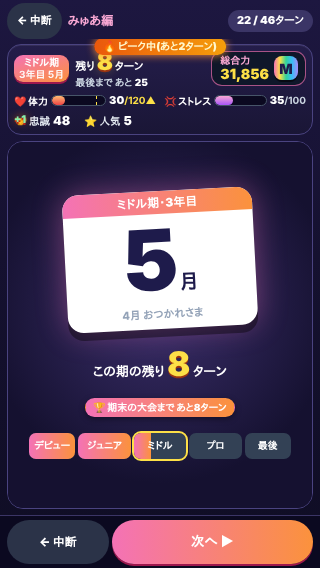 ← 中断
みゅあ編
22 / 46ターン
🔥 ピーク中(あと2ターン)
ミドル期
3年目 5月
残り8ターン
最後まで あと 25
総合力
31,856
M
❤️ 体力 30/120▲
💢 ストレス 35/100
🤝 忠誠 48
⭐ 人気 5
ミドル期・3年目
5月
4月 おつかれさま
この期の残り8ターン
🏆 期末の大会まで あと8ターン
デビュー
ジュニア
ミドル
プロ
最後
← 中断
次へ ▶